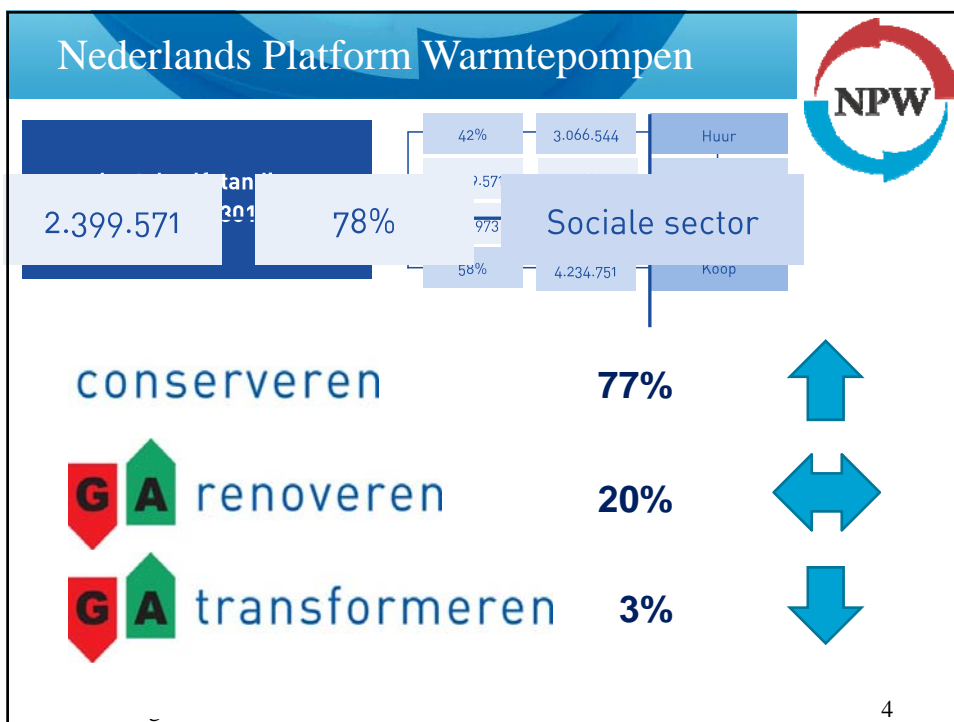 Nederlands Platform Warmtepompen
NPW
42% 3.066.544 Huur
2.399.571 78% Sociale sector
973
58% 4.234.751 Koop
conserveren 77%
G A renoveren 20%
G A transformeren 3%
4